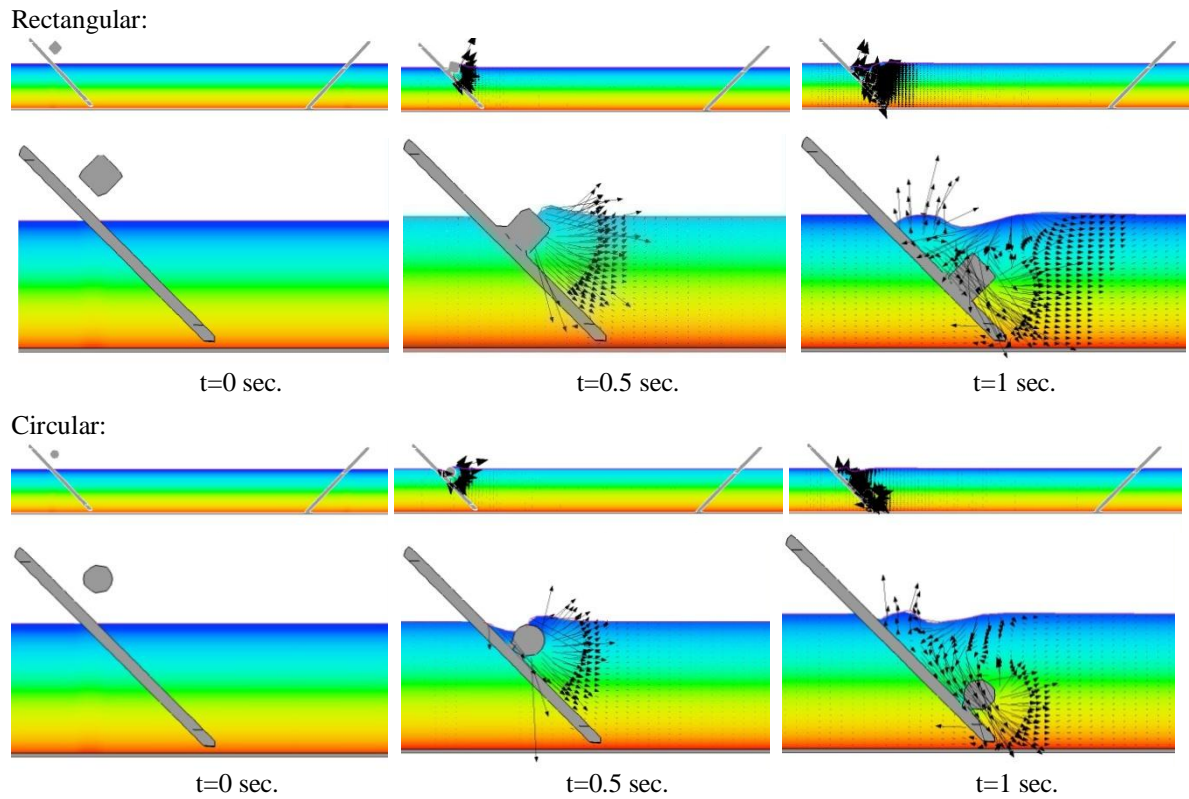 Rectangular:
t=0 sec.
t=0.5 sec.
t=1 sec.
Circular:
t=0 sec.
t=0.5 sec.
t=1 sec.